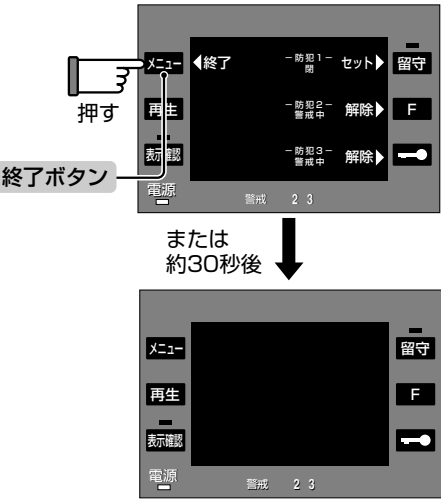 メニュー ◀終了 －防犯1－ 閉 セット▶ 留守
押す
再生 －防犯2－ 警戒中 解除▶ F
表示確認 －防犯3－ 警戒中 解除▶
終了ボタン
電源 警戒 2 3
または
約30秒後
メニュー 留守
再生 F
表示確認
電源 警戒 2 3